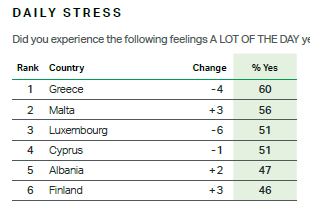 DAILY STRESS
Did you experience the following feelings A LOT OF THE DAY
Rank Country Change % Yes
1 Greece -4 60
2 Malta +3 56
3 Luxembourg -6 51
4 Cyprus -1 51
5 Albania +2 47
6 Finland +3 46